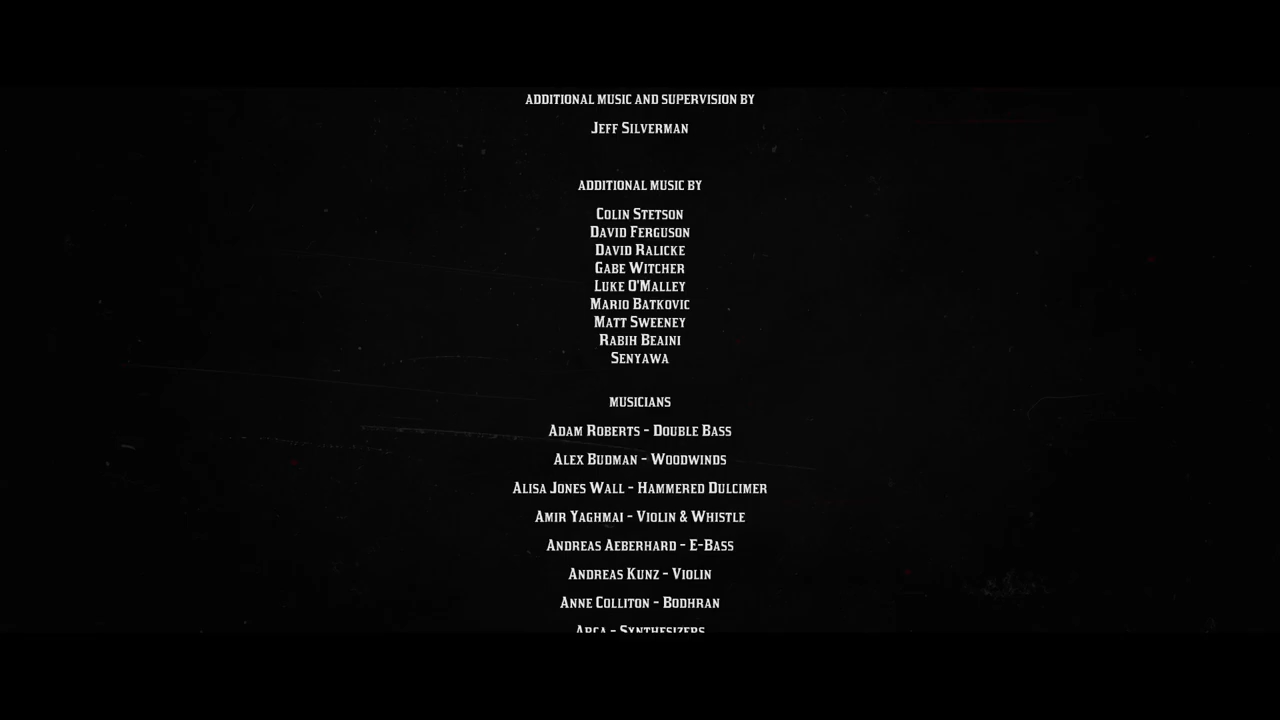 ADDITIONAL MUSIC AND SUPERVISION BY
JEFF SILVERMAN
ADDITIONAL MUSIC BY
COLIN STETSON
DAVID FERGUSON
DAVID RALICKE
GABE WITCHER
LUKE O'MALLEY
MARIO BATKOVIC
MATT SWEENEY
RABIH BEAINI
SENYAWA
MUSICIANS
ADAM ROBERTS - DOUBLE BASS
ALEX BUDMAN - WOODWINDS
ALISA JONES WALL - HAMMERED DULCIMER
AMIR YAGHMAI - VIOLIN & WHISTLE
ANDREAS AEBERHARD - E-BASS
ANDREAS KUNZ - VIOLIN
ANNE COLLITON - BODHRAN
ARCA - SYNTHESIZERS